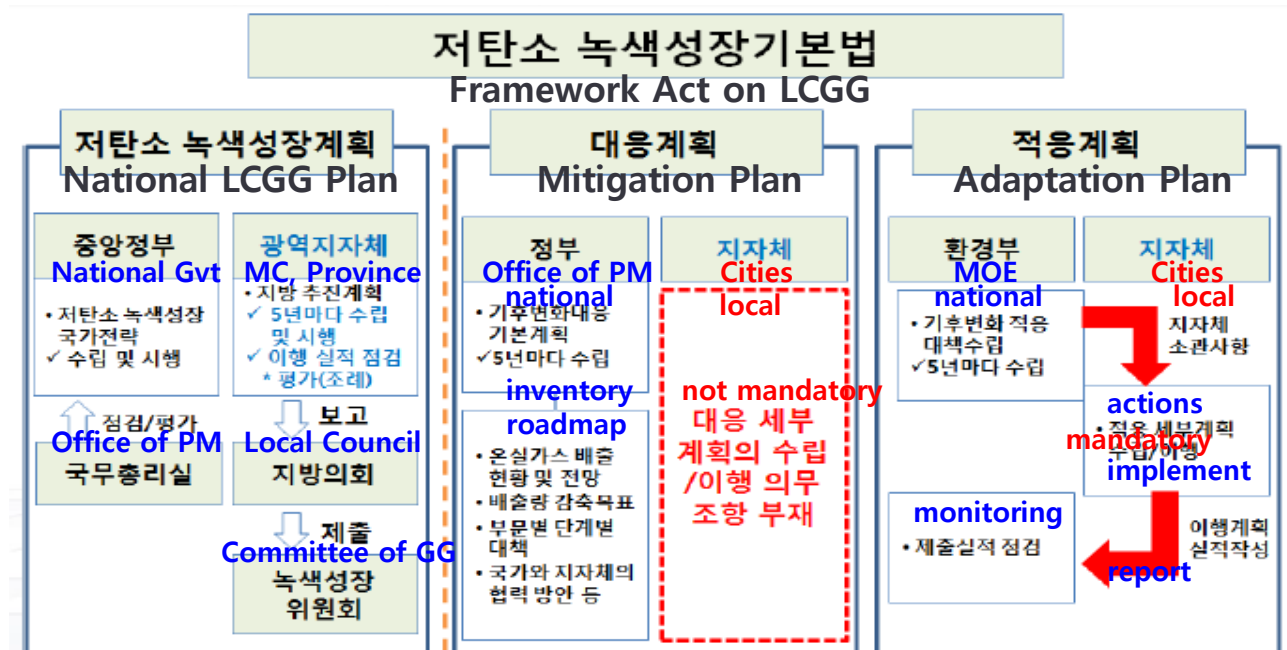 저탄소 녹색성장기본법
Framework Act on LCGG
저탄소 녹색성장계획
National LCGG Plan
중앙정부
National Gvt
• 저탄소 녹색성장
국가전략
✓ 수립 및 시행
점검/평가
Office of PM
국무총리실
광역지자체
MC, Province
• 지방 추진계획
✓ 5년마다 수립
및 시행
✓ 이행 실적 점검
* 평가(조례)
보고
Local Council
지방의회
제출
Committee of GG
녹색성장
위원회
대응계획
Mitigation Plan
정부
Office of PM
national
• 기후변화대응
기본계획
✓5년마다 수립
inventory
roadmap
• 온실가스 배출
현황 및 전망
• 배출량 감축목표
• 부문별 단계별
대책
• 국가와 지자체의
협력 방안 등
지자체
Cities
local
not mandatory
대응 세부
계획의 수립
/이행 의무
조항 부재
적응계획
Adaptation Plan
환경부
MOE
national
• 기후변화 적응
대책수립
✓5년마다 수립
지자체
Cities
local
지자체
소관사항
actions
• 적응 세부계획
mandatory
수립/이행
implement
monitoring
• 제출실적 점검
이행계획
실적작성
report